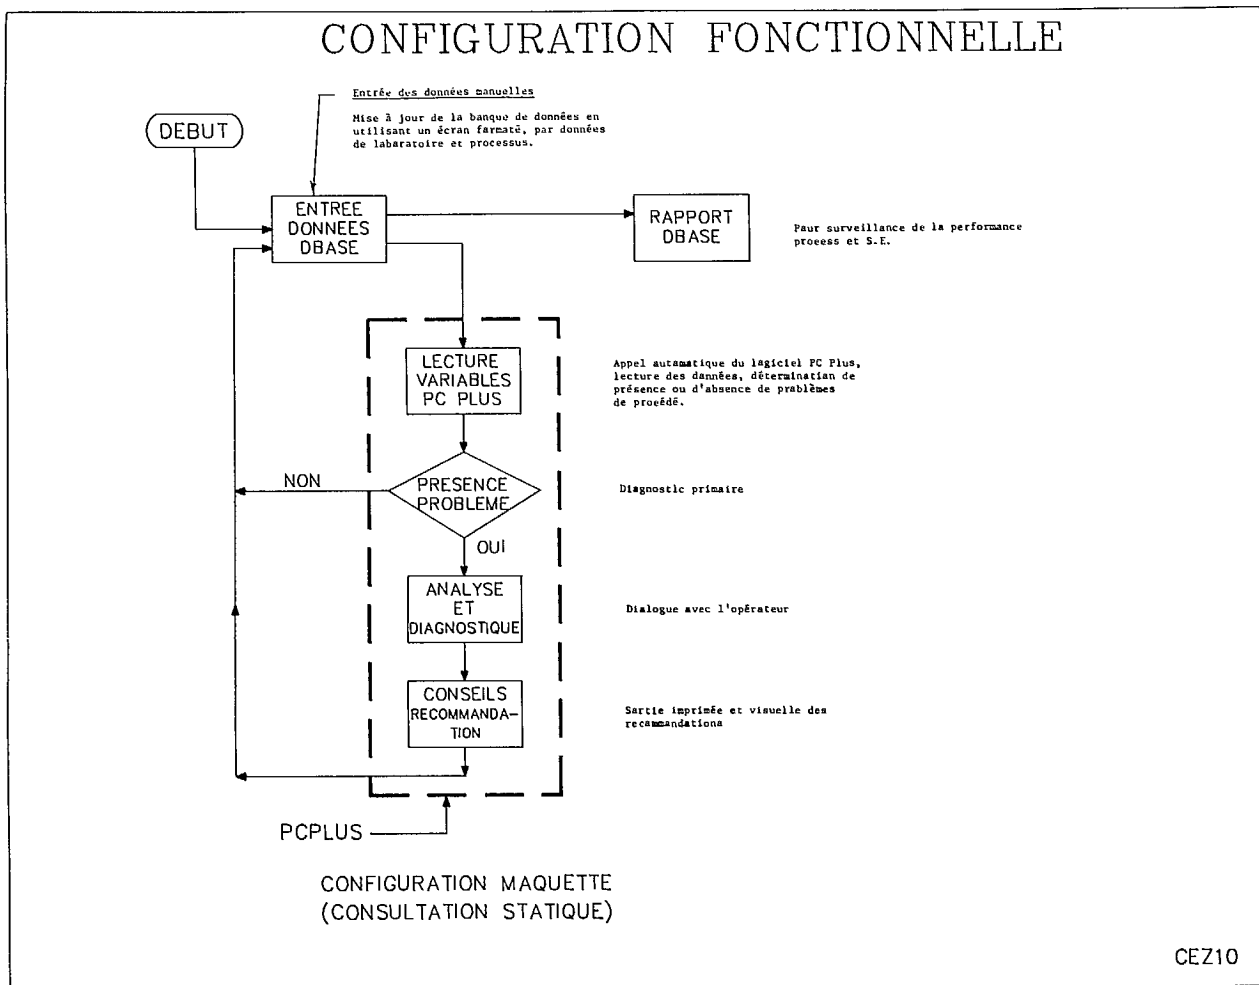 CONFIGURATION FONCTIONNELLE
Entrée des données manuelles
Mise à jour de la banque de données en
utilisant un écran farmaté, par données
de labaratoire et processus.
DEBUT
ENTREE
DONNEES
DBASE
RAPPORT
DBASE
Paur surveillance de la performance
proeess et S.E.
LECTURE
VARIABLES
PC PLUS
Appel autamatique du lagiciel PC Plus,
lecture des dannées, détermination de
présence ou d'absence de prablèmes
de proeédé.
NON
PRESENCE
PROBLEME
Diagnostic primaire
OUI
ANALYSE
ET
DIAGNOSTIQUE
Dialogue avec l'opérateur
CONSEILS
RECOMMANDA-
TION
Sartie imprimée et visuelle des
recammandationa
PCPLUS
CONFIGURATION MAQUETTE
(CONSULTATION STATIQUE)
CEZ10